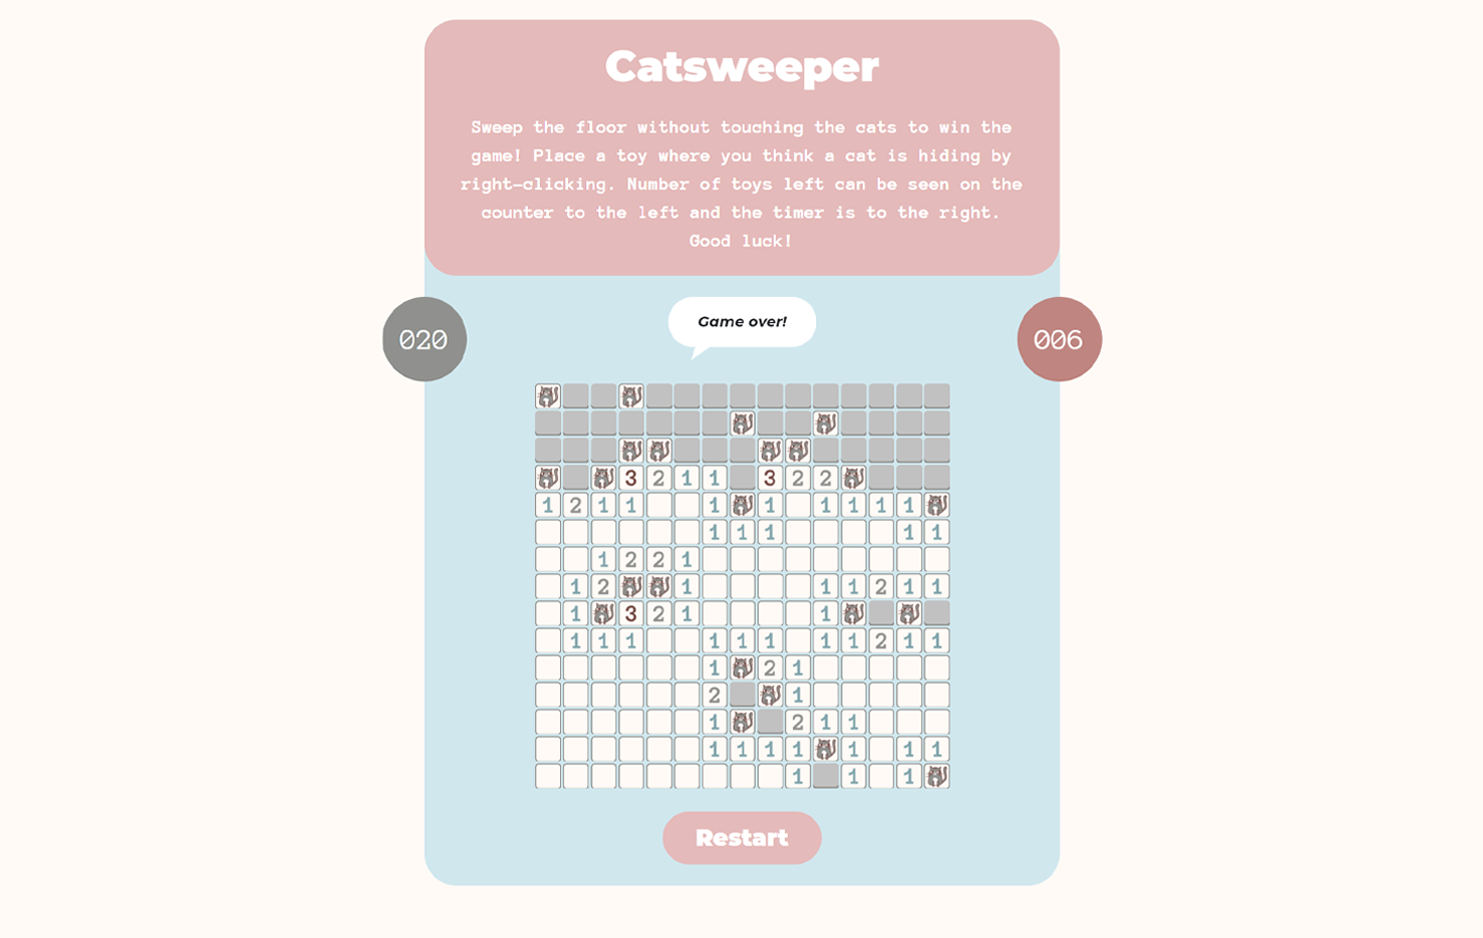 Catsweeper
Sweep the floor without touching the cats to win the
game! Place a toy where you think a cat is hiding by
right-clicking. Number of toys left can be seen on the
counter to the left and the timer is to the right.
Good luck!
020
Game over!
006
3 2 1 1 3 2 2
1 2 1 1 1 1 1 1 1 1
1 1 1 1 1
1 2 2 1
1 2 1 1 1 2 1 1
1 3 2 1 1
1 1 1 1 1 1 1 1 2 1 1
1 2 1
2 1
1 2 1 1
1 1 1 1 1 1 1
1 1 1
Restart